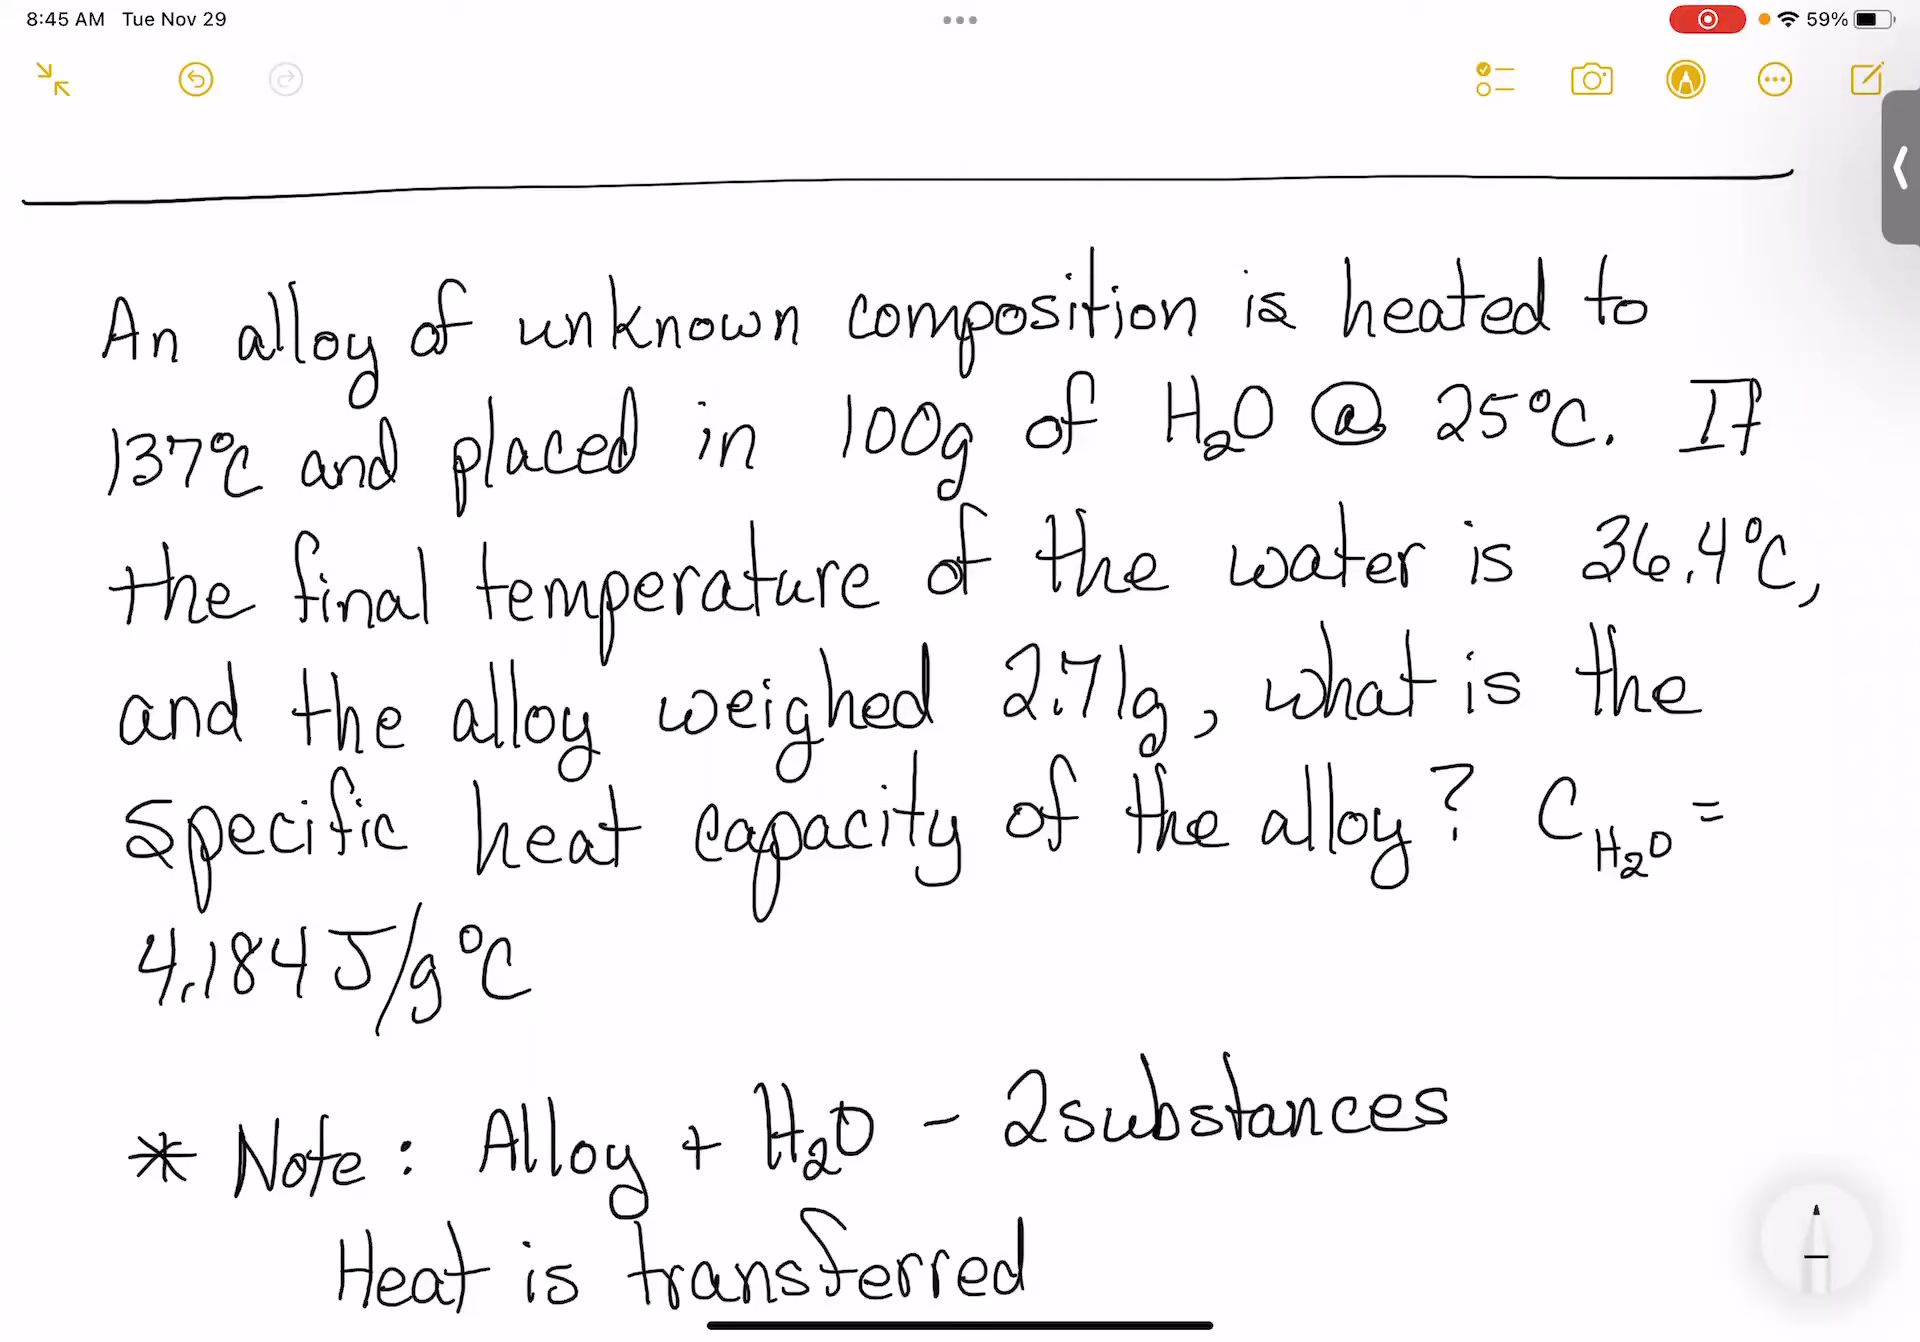 8:45 AM Tue Nov 29
59%
An alloy of unknown composition is heated to
137°C and placed in 100g of H₂O @ 25°C. If
the final temperature of the water is 36.4°C,
and the alloy weighed 2.71g, what is the
specific heat capacity of the alloy? C_H₂O =
4.184 J/g°C
* Note: Alloy + H₂O - 2 substances
Heat is transferred